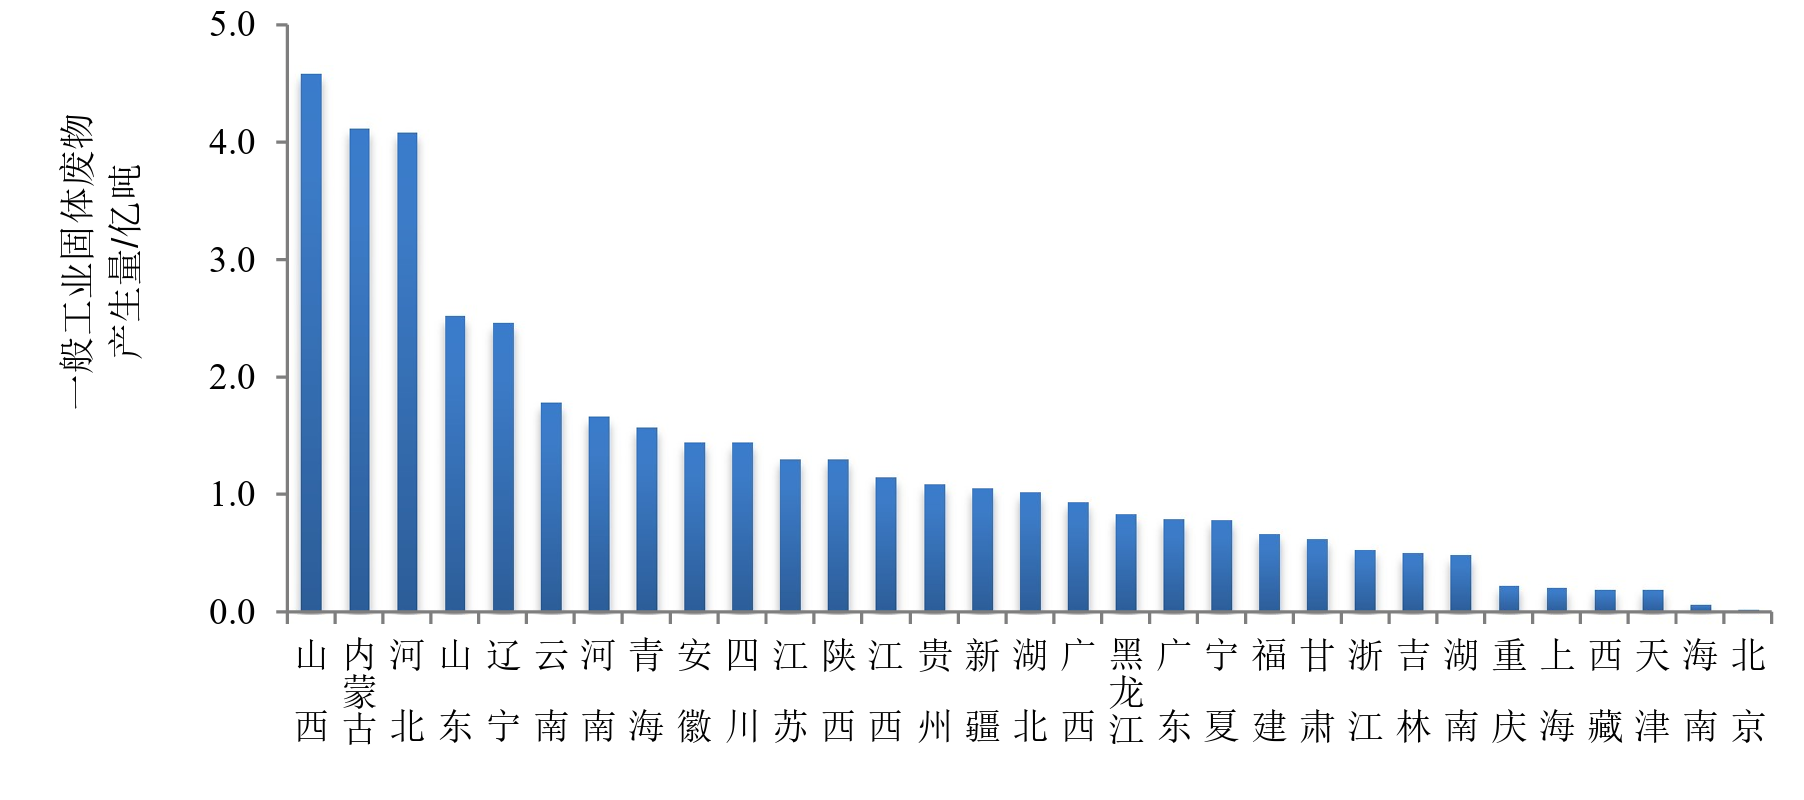 一般工业固体废物
产生量/亿吨
5.0
4.0
3.0
2.0
1.0
0.0
山西
内蒙古
河北
山东
辽宁
云南
河南
青海
安徽
四川
江苏
陕西
江西
贵州
新疆
湖北
广西
黑龙江
广东
宁夏
福建
甘肃
浙江
吉林
湖南
重庆
上海
西藏
天津
海南
北京